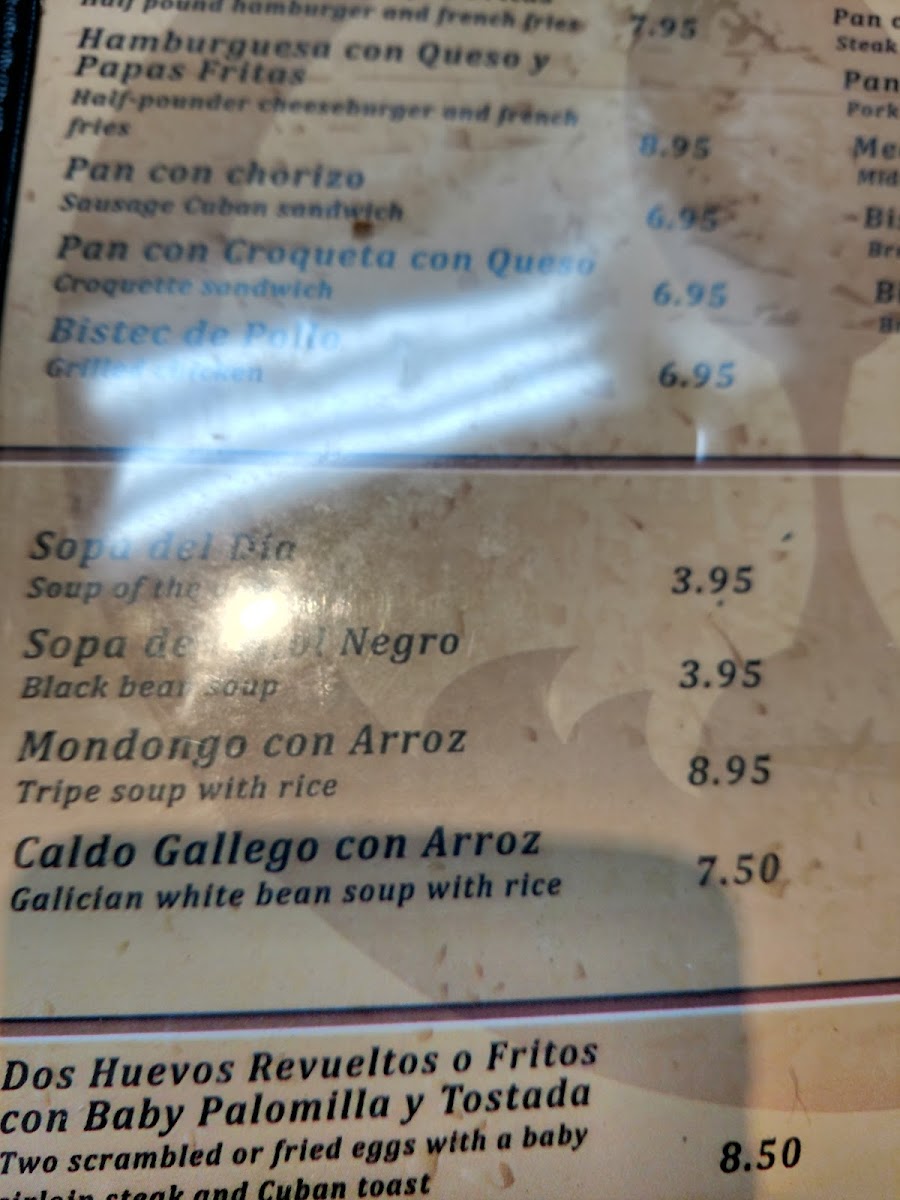 Half pound hamburger and french fries 7.95
Hamburguesa con Queso y
Papas Fritas
Half-pounder cheeseburger and french
fries 8.95
Pan con chorizo
Sausage Cuban sandwich 6.95
Pan con Croqueta con Queso
Croquette sandwich 6.95
Bistec de Pollo
Grilled chicken 6.95
Sopa del Día
Soup of the 3.95
Sopa de Negro
Black bean soup 3.95
Mondongo con Arroz
Tripe soup with rice 8.95
Caldo Gallego con Arroz
Galician white bean soup with rice 7.50
Dos Huevos Revueltos o Fritos
con Baby Palomilla y Tostada
Two scrambled or fried eggs with a baby 8.50
sirloin steak and Cuban toast
Pan
Steak
Pan
Pork